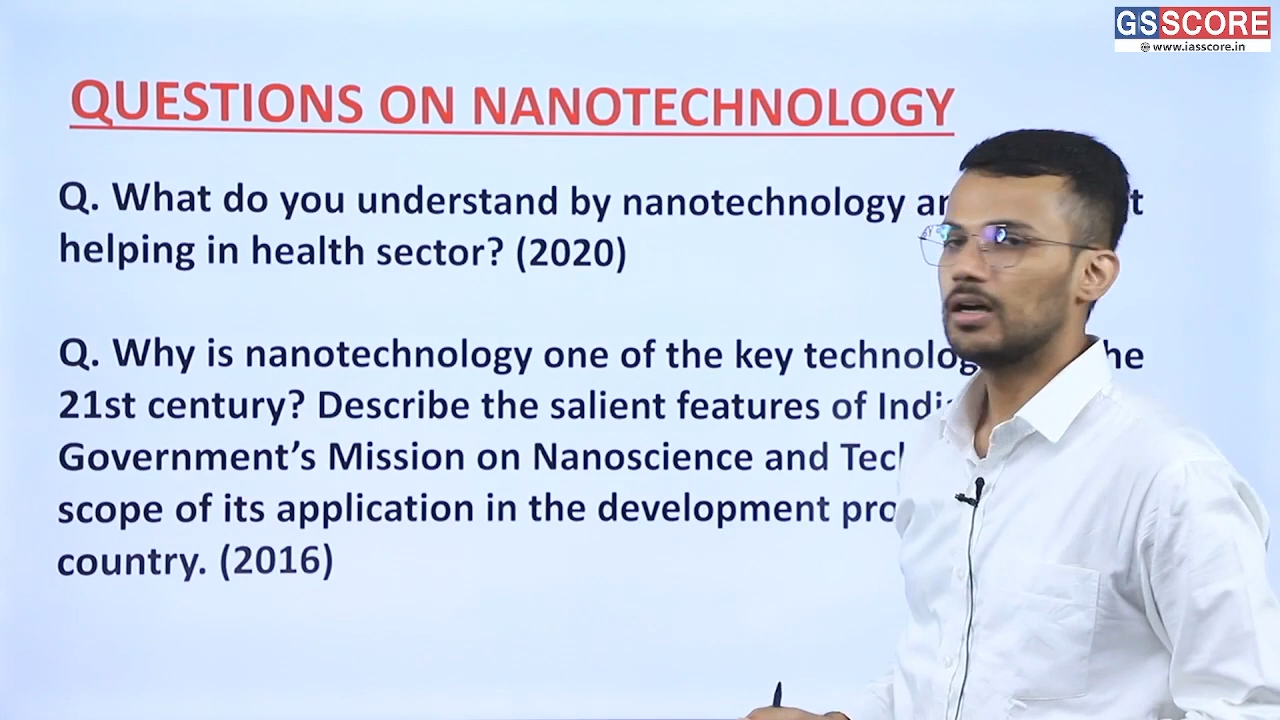 GSSCORE
www.iasscore.in
QUESTIONS ON NANOTECHNOLOGY
Q. What do you understand by nanotechnology
helping in health sector? (2020)
Q. Why is nanotechnology one of the key
21st century? Describe the salient features of
Government’s Mission on Nanoscience and
scope of its application in the development
country. (2016)